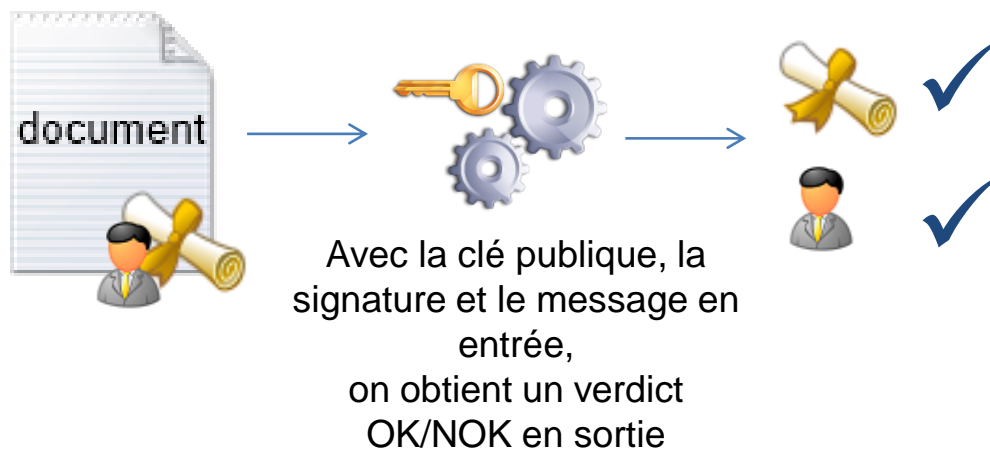 document
Avec la clé publique, la
signature et le message en
entrée,
on obtient un verdict
OK/NOK en sortie